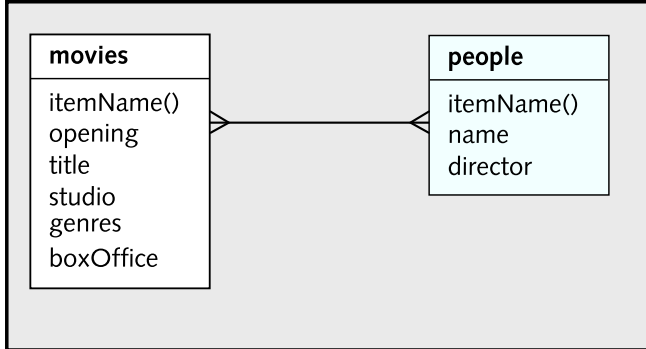 movies
itemName()
opening
title
studio
genres
boxOffice
people
itemName()
name
director